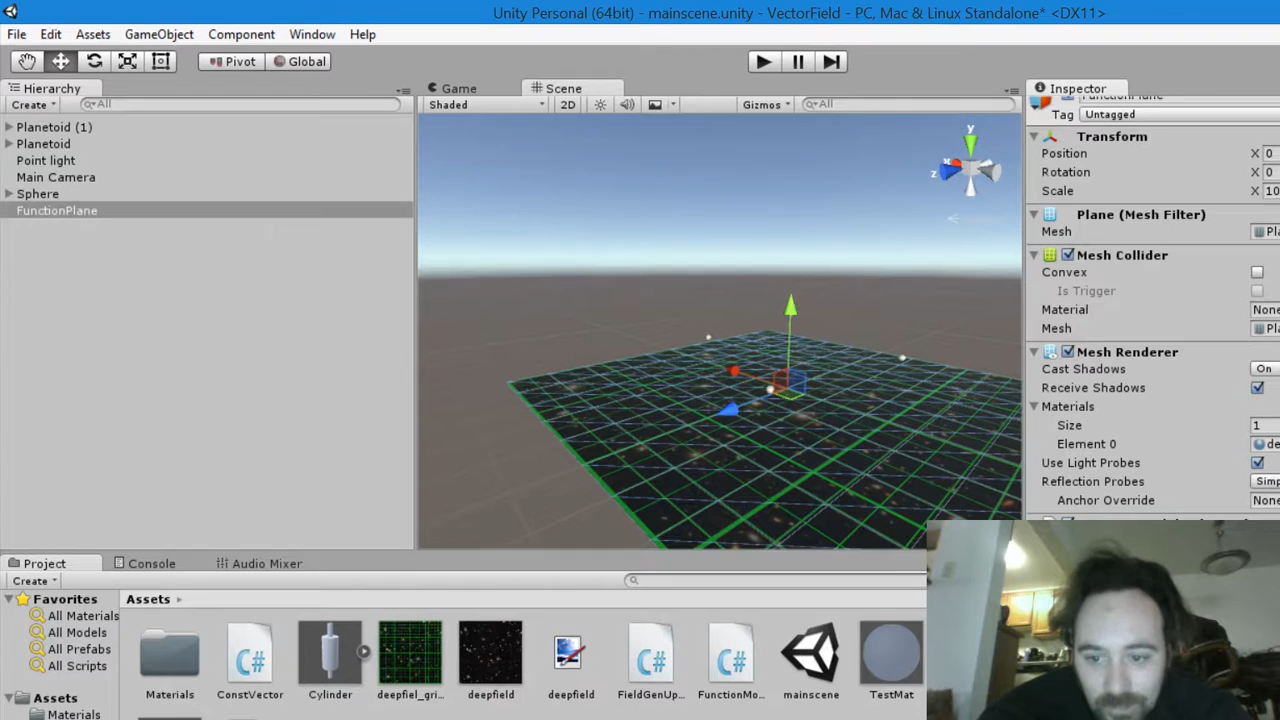 Unity Personal (64bit) - mainscene.unity - VectorField - PC, Mac & Linux Standalone* <DX11>
File Edit Assets GameObject Component Window Help
Pivot Global
Hierarchy
Create All
Planetoid (1)
Planetoid
Point light
Main Camera
Sphere
FunctionPlane
Game Scene
Shaded 2D Gizmos All
y
x
z
Inspector
FunctionPlane
Tag Untagged
Transform
Position X 0
Rotation X 0
Scale X 10
Plane (Mesh Filter)
Mesh Pla
Mesh Collider
Convex
Is Trigger
Material None
Mesh Pla
Mesh Renderer
Cast Shadows On
Receive Shadows
Materials
Size 1
Element 0 de
Use Light Probes
Reflection Probes Simp
Anchor Override None
Project Console Audio Mixer
Create
Favorites
All Materials
All Models
All Prefabs
All Scripts
Assets
Materials
Assets
Materials ConstVector Cylinder deepfiel_gri... deepfield deepfield FieldGenUp... FunctionMo... mainscene TestMat